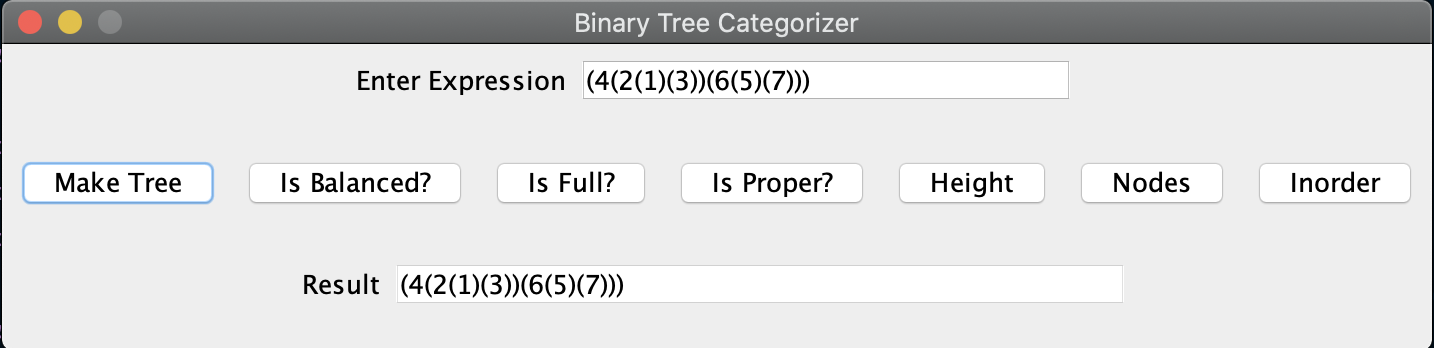 Binary Tree Categorizer
Enter Expression (4(2(1)(3))(6(5)(7)))
Make Tree Is Balanced? Is Full? Is Proper? Height Nodes Inorder
Result (4(2(1)(3))(6(5)(7)))